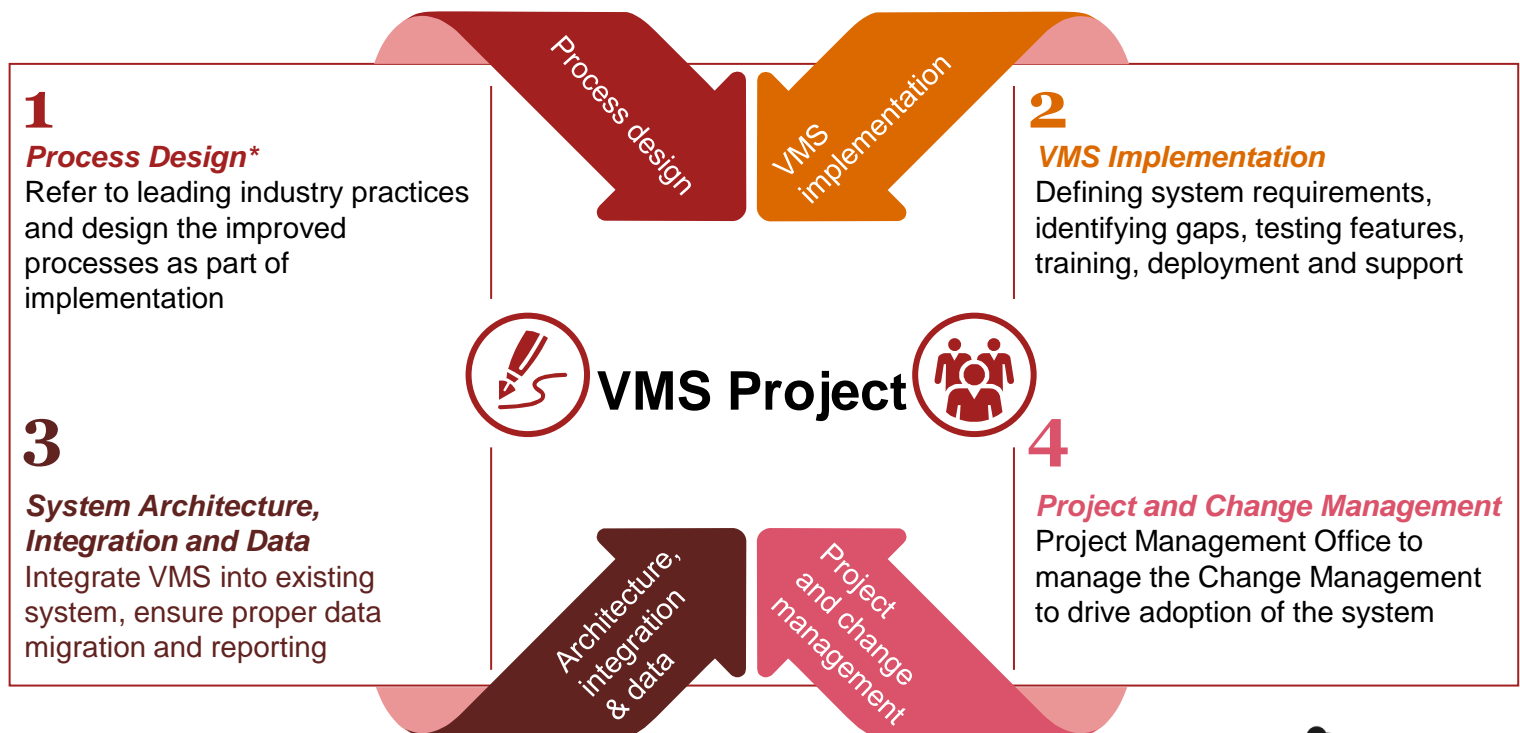 Process design
VMS
implementation
1
Process Design*
Refer to leading industry practices
and design the improved
processes as part of
implementation
2
VMS Implementation
Defining system requirements,
identifying gaps, testing features,
training, deployment and support
VMS Project
3
System Architecture,
Integration and Data
Integrate VMS into existing
system, ensure proper data
migration and reporting
4
Project and Change Management
Project Management Office to
manage the Change Management
to drive adoption of the system
Architecture,
integration
& data
Project
and change
management